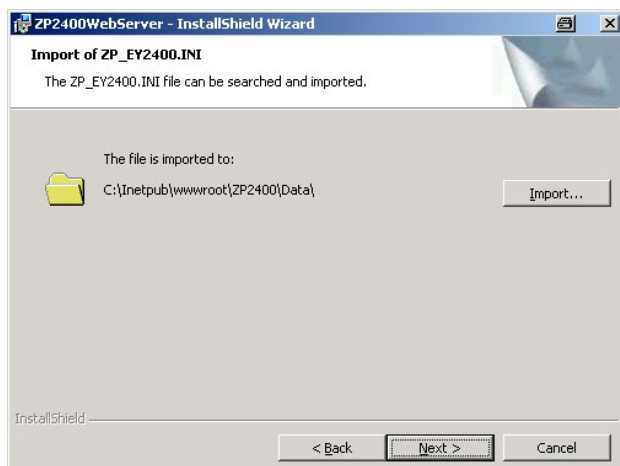 ZP2400WebServer - InstallShield Wizard
Import of ZP_EY2400.INI
The ZP_EY2400.INI file can be searched and imported.
The file is imported to:
C:\Inetpub\wwwroot\ZP2400\Data\
Import...
InstallShield
< Back
Next >
Cancel